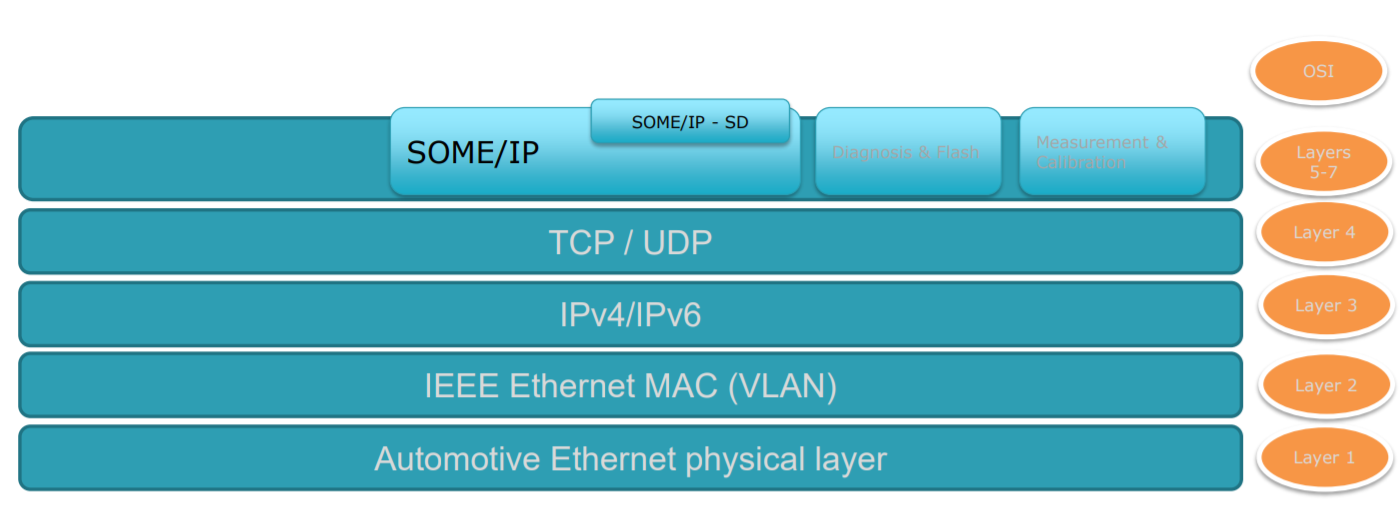 OSI
SOME/IP - SD
SOME/IP
Diagnosis & Flash
Measurement &
Calibration
Layers
5-7
TCP / UDP
Layer 4
IPv4/IPv6
Layer 3
IEEE Ethernet MAC (VLAN)
Layer 2
Automotive Ethernet physical layer
Layer 1